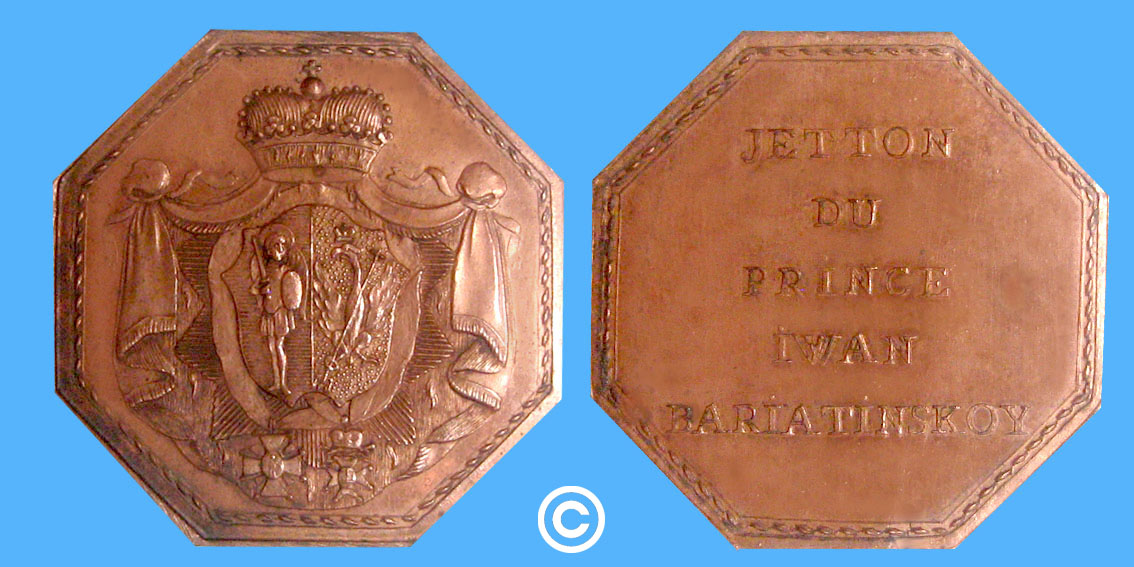 JETTON
DU
PRINCE
IWAN
BARIATINSKOY
©